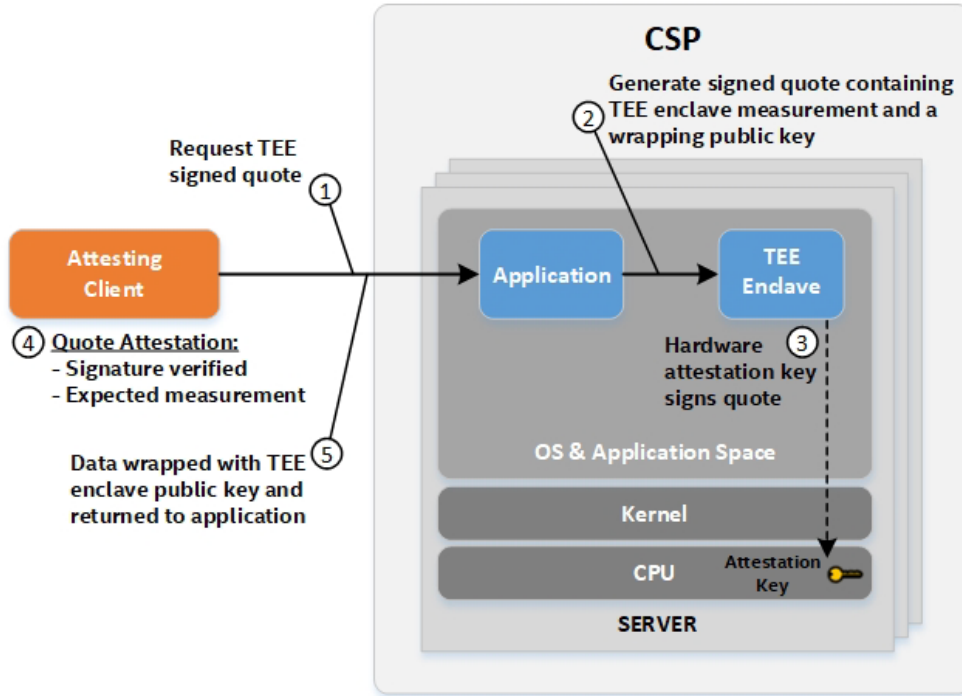 CSP
Generate signed quote containing
2
TEE enclave measurement and a
wrapping public key
Request TEE
signed quote
1
Attesting
Client
Application
TEE
Enclave
4
Quote Attestation:
- Signature verified
- Expected measurement
3
Hardware
attestation key
signs quote
5
Data wrapped with TEE
enclave public key and
returned to application
OS & Application Space
Kernel
CPU
Attestation
Key
SERVER